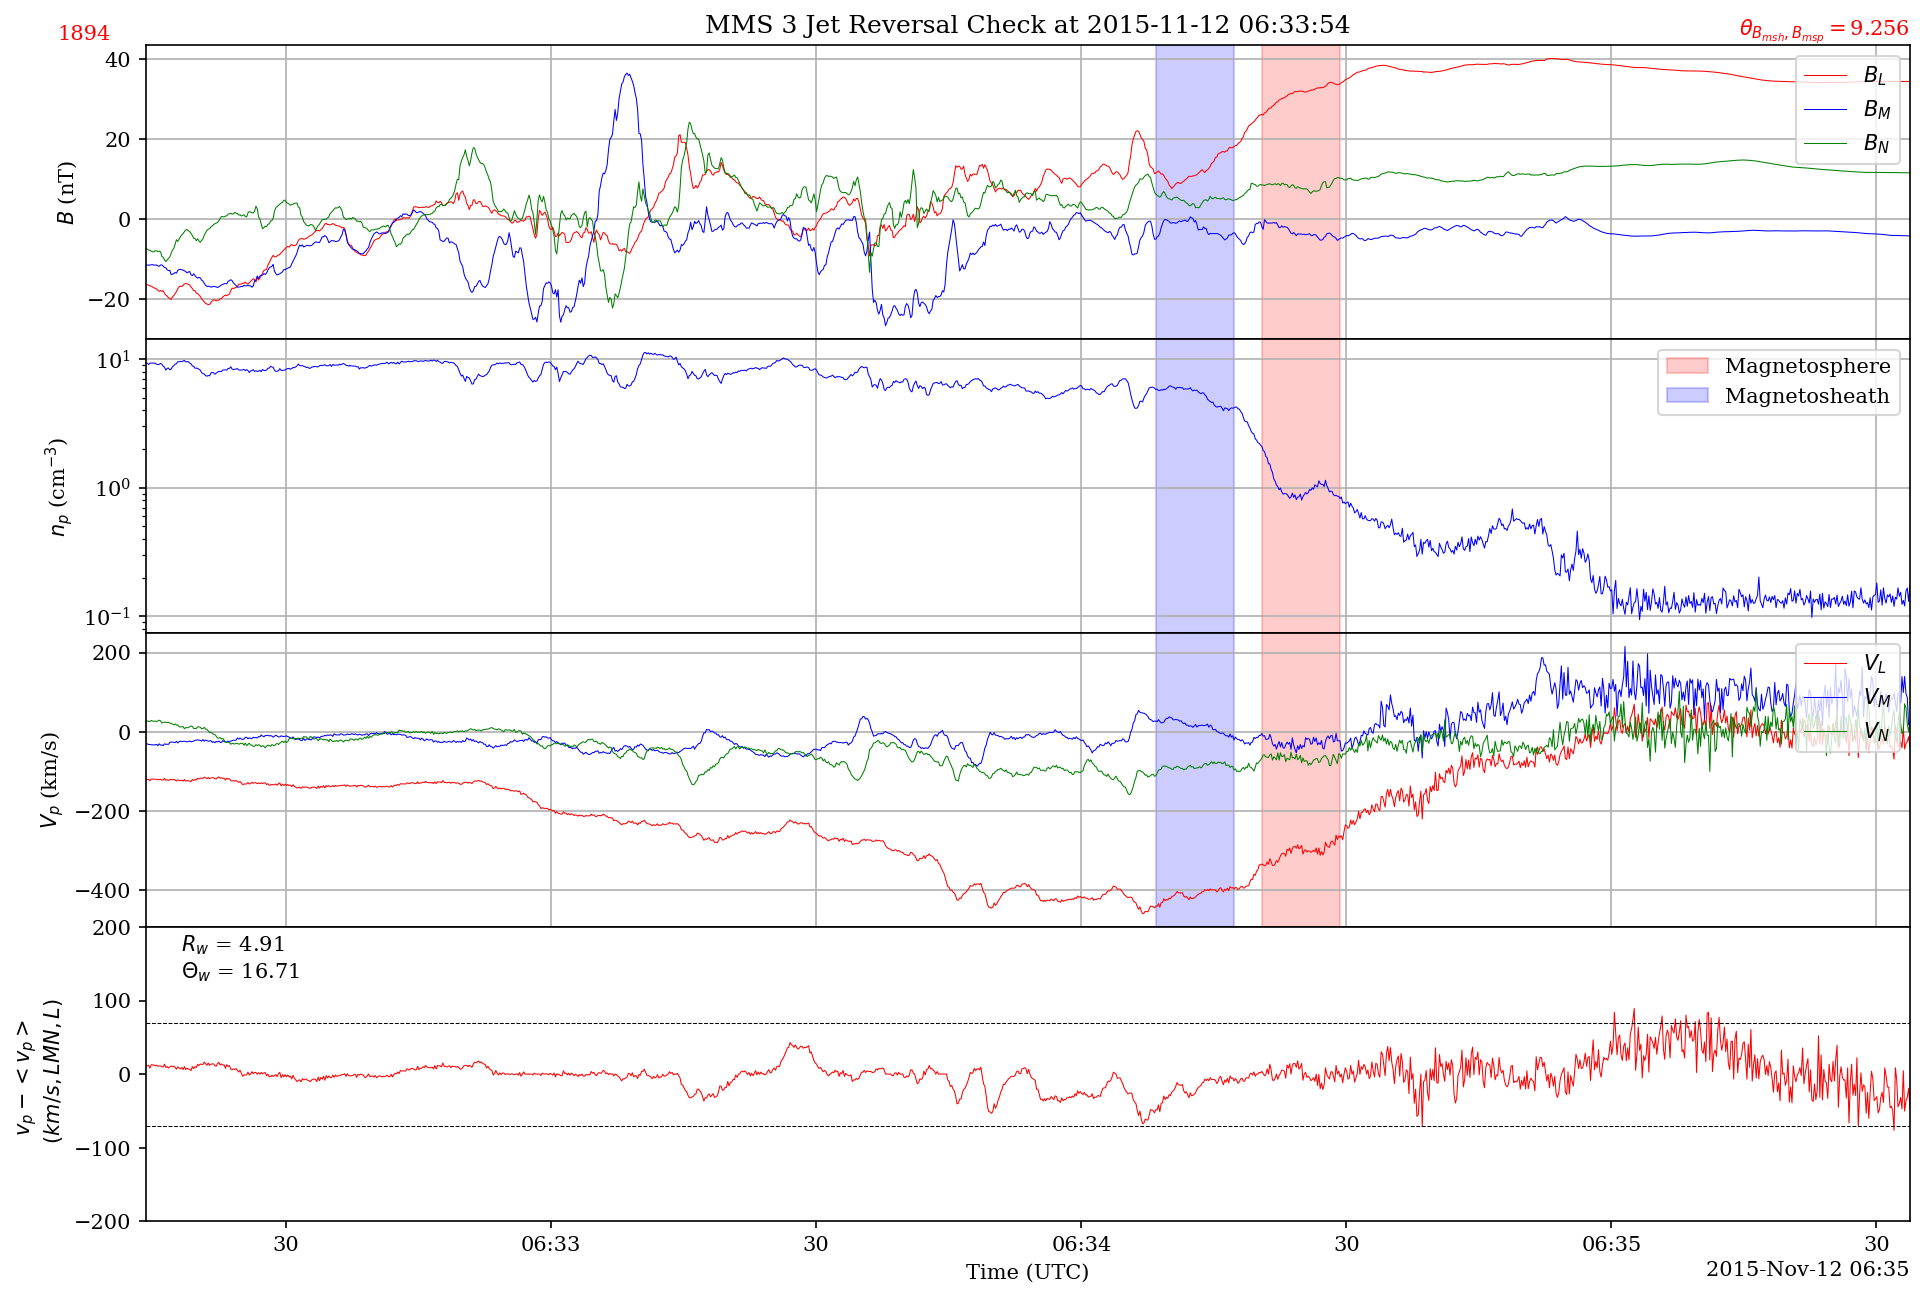 MMS 3 Jet Reversal Check at 2015-11-12 06:33:54
1894
θ_{B_{msh}, B_{msp}} = 9.256
40
20
0
−20
B (nT)
B_L
B_M
B_N
10^1
10^0
10^{−1}
n_p (cm^{−3})
Magnetosphere
Magnetosheath
200
0
−200
−400
V_p (km/s)
V_L
V_M
V_N
200
100
0
−100
−200
v_p − < v_p >
(km/s, LMN, L)
R_w = 4.91
Θ_w = 16.71
30
06:33
30
06:34
30
06:35
30
Time (UTC)
2015-Nov-12 06:35